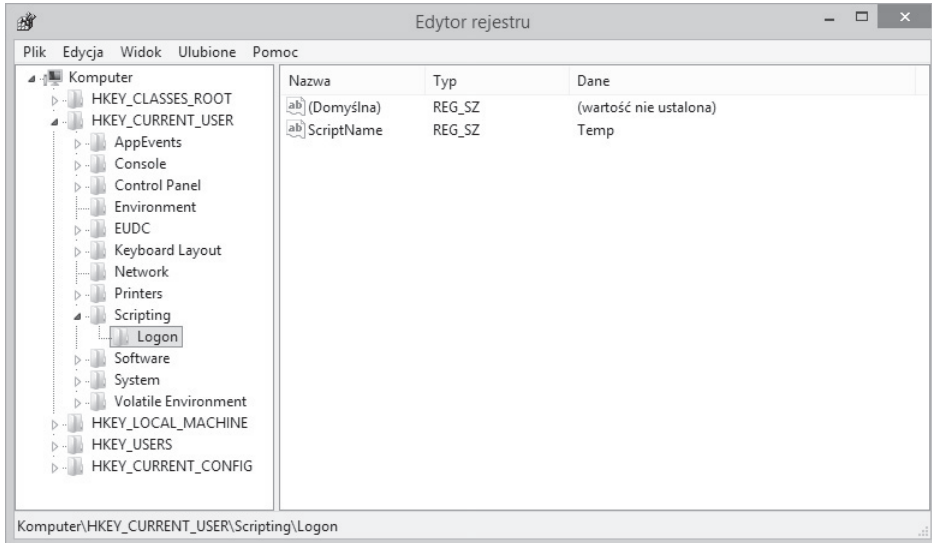 Edytor rejestru
Plik Edycja Widok Ulubione Pomoc
Komputer
HKEY_CLASSES_ROOT
HKEY_CURRENT_USER
AppEvents
Console
Control Panel
Environment
EUDC
Keyboard Layout
Network
Printers
Scripting
Logon
Software
System
Volatile Environment
HKEY_LOCAL_MACHINE
HKEY_USERS
HKEY_CURRENT_CONFIG
Nazwa Typ Dane
ab (Domyślna) REG_SZ (wartość nie ustalona)
ab ScriptName REG_SZ Temp
Komputer\HKEY_CURRENT_USER\Scripting\Logon